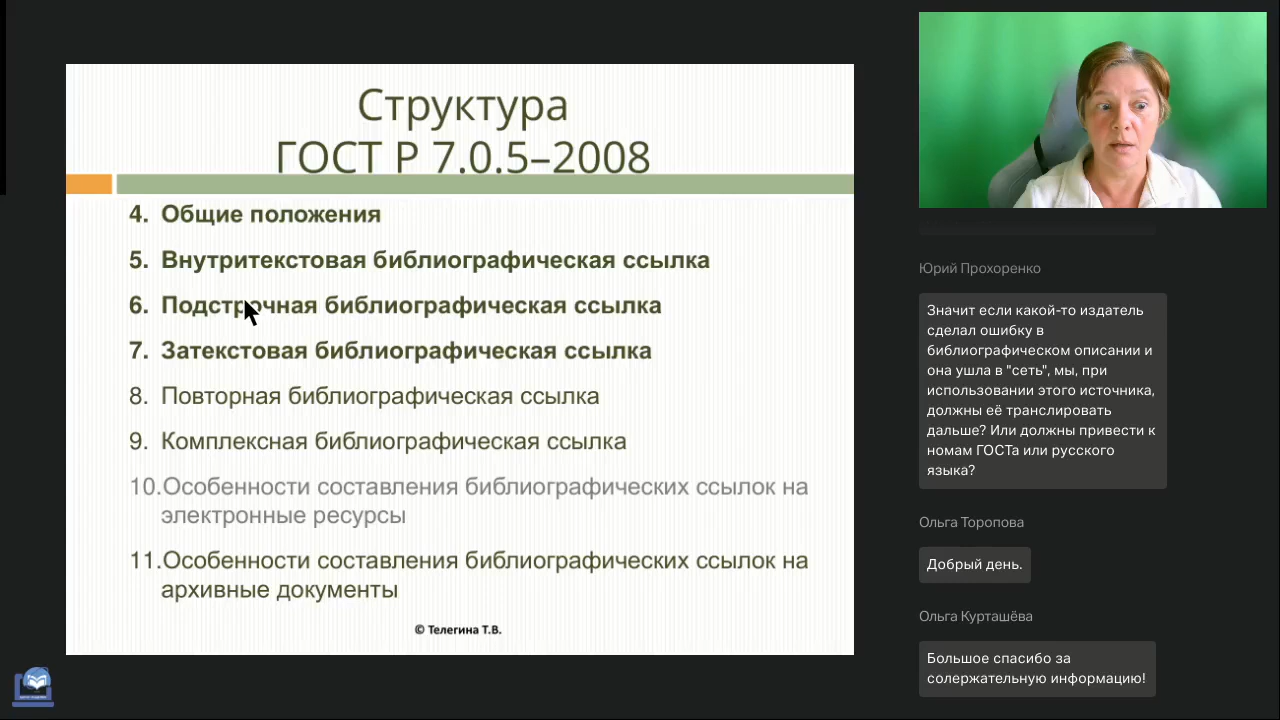 Структура
ГОСТ Р 7.0.5–2008
4. Общие положения
5. Внутритекстовая библиографическая ссылка
6. Подстрочная библиографическая ссылка
7. Затекстовая библиографическая ссылка
8. Повторная библиографическая ссылка
9. Комплексная библиографическая ссылка
10.Особенности составления библиографических ссылок на
электронные ресурсы
11.Особенности составления библиографических ссылок на
архивные документы
© Телегина Т.В.
Юрий Прохоренко
Значит если какой-то издатель
сделал ошибку в
библиографическом описании и
она ушла в "сеть", мы, при
использовании этого источника,
должны её транслировать
дальше? Или должны привести к
номам ГОСТа или русского
языка?
Ольга Торопова
Добрый день.
Ольга Курташёва
Большое спасибо за
солержательную информацию!